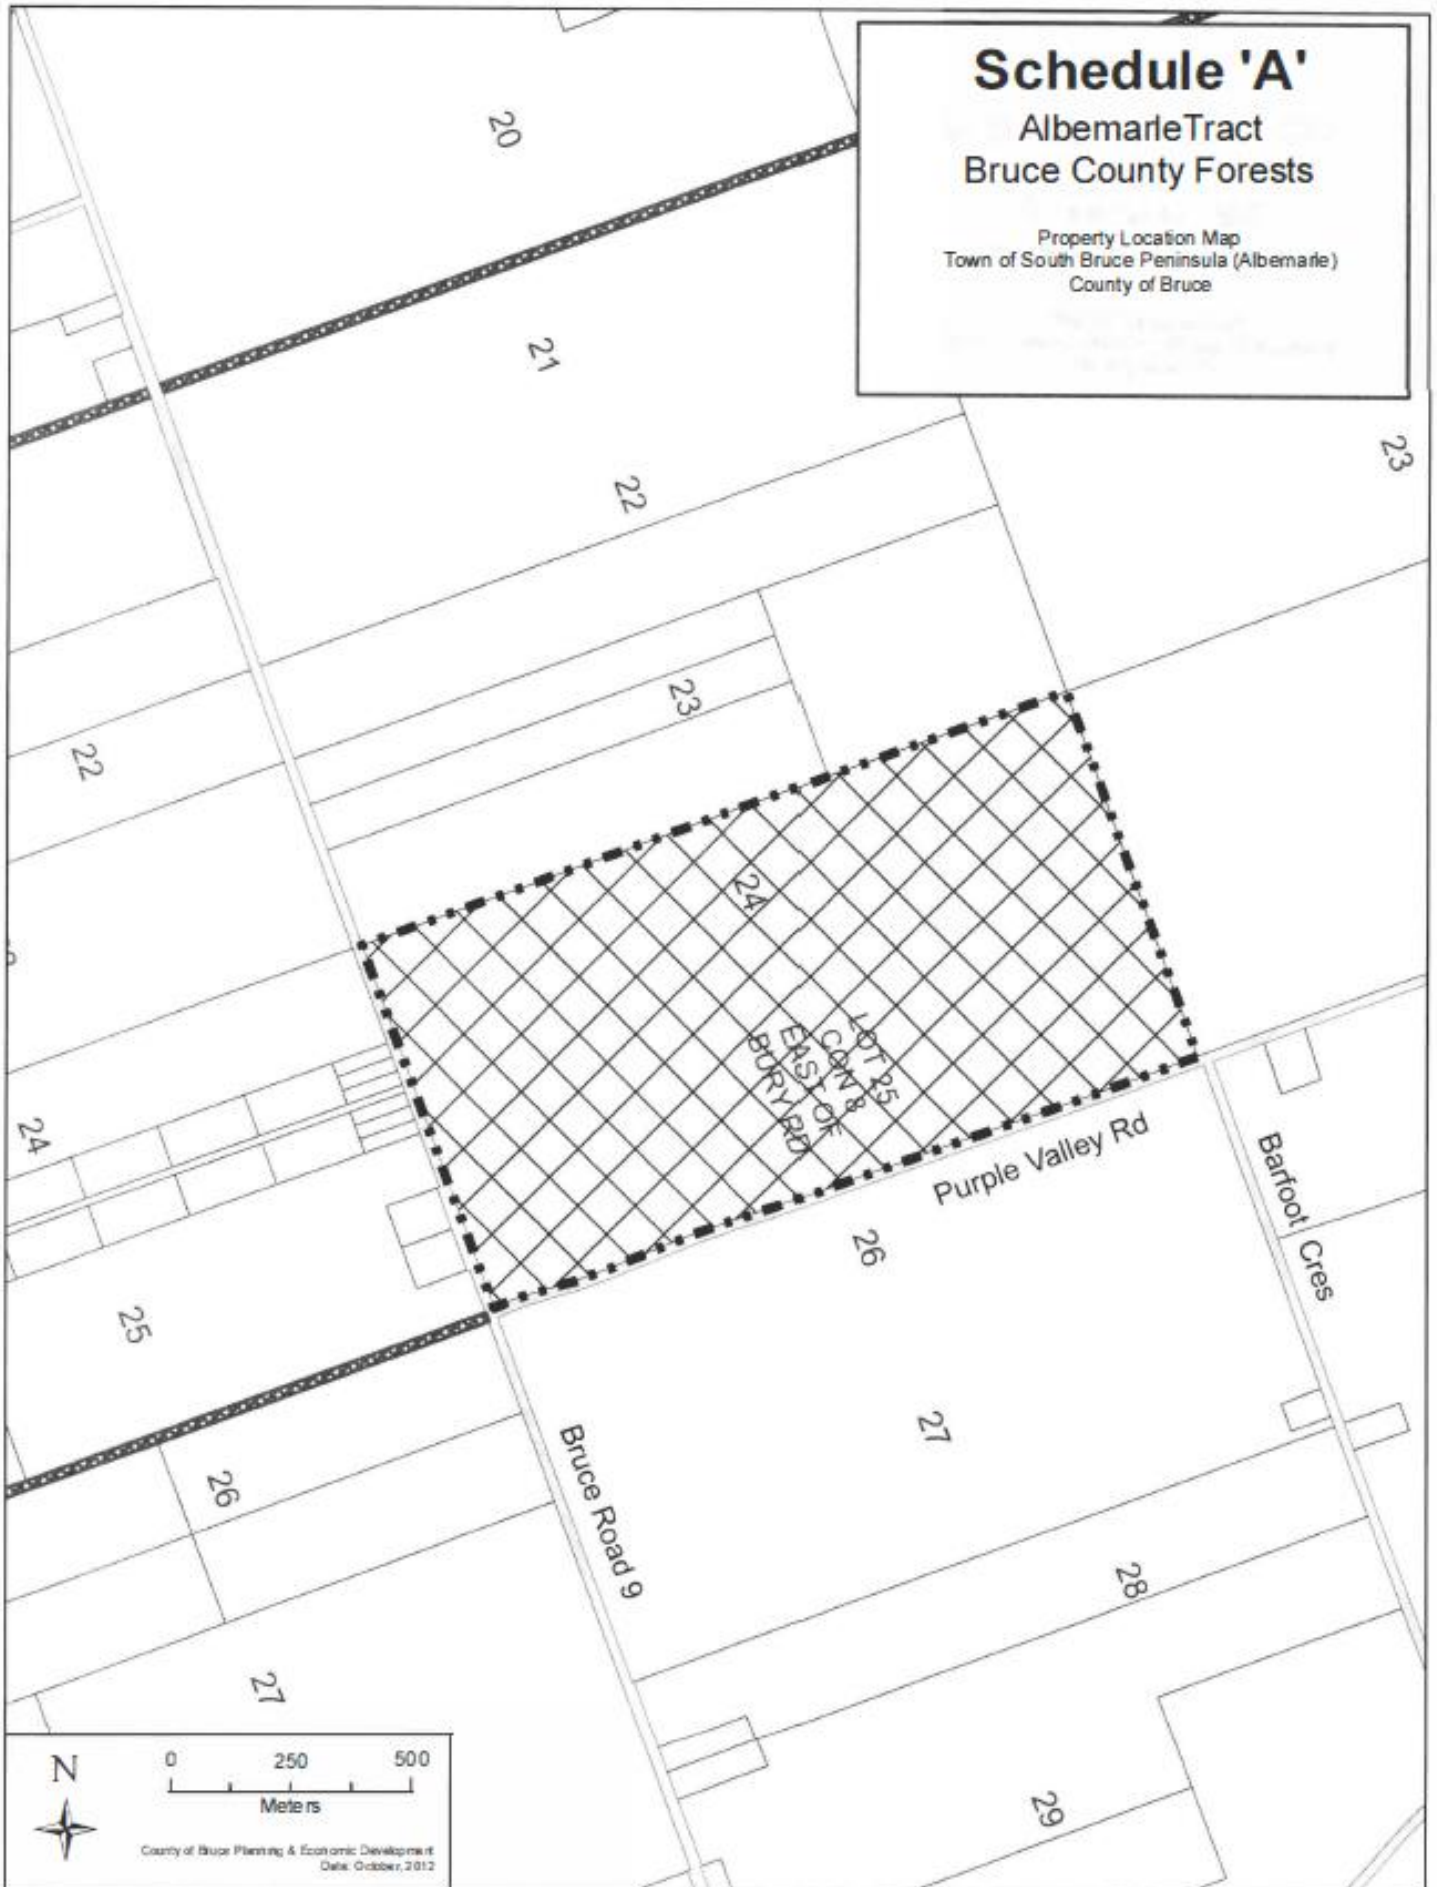 Schedule 'A'
Albemarle Tract
Bruce County Forests
Property Location Map
Town of South Bruce Peninsula (Albemarle)
County of Bruce
20
21
22
23
23
22
24
LOT 25
CON 8
EAST OF
BURY RD
24
25
26
Purple Valley Rd
Barfoot Cres
26
27
Bruce Road 9
27
28
29
N
0 250 500
Meters
County of Bruce Planning & Economic Development
Date: October, 2012